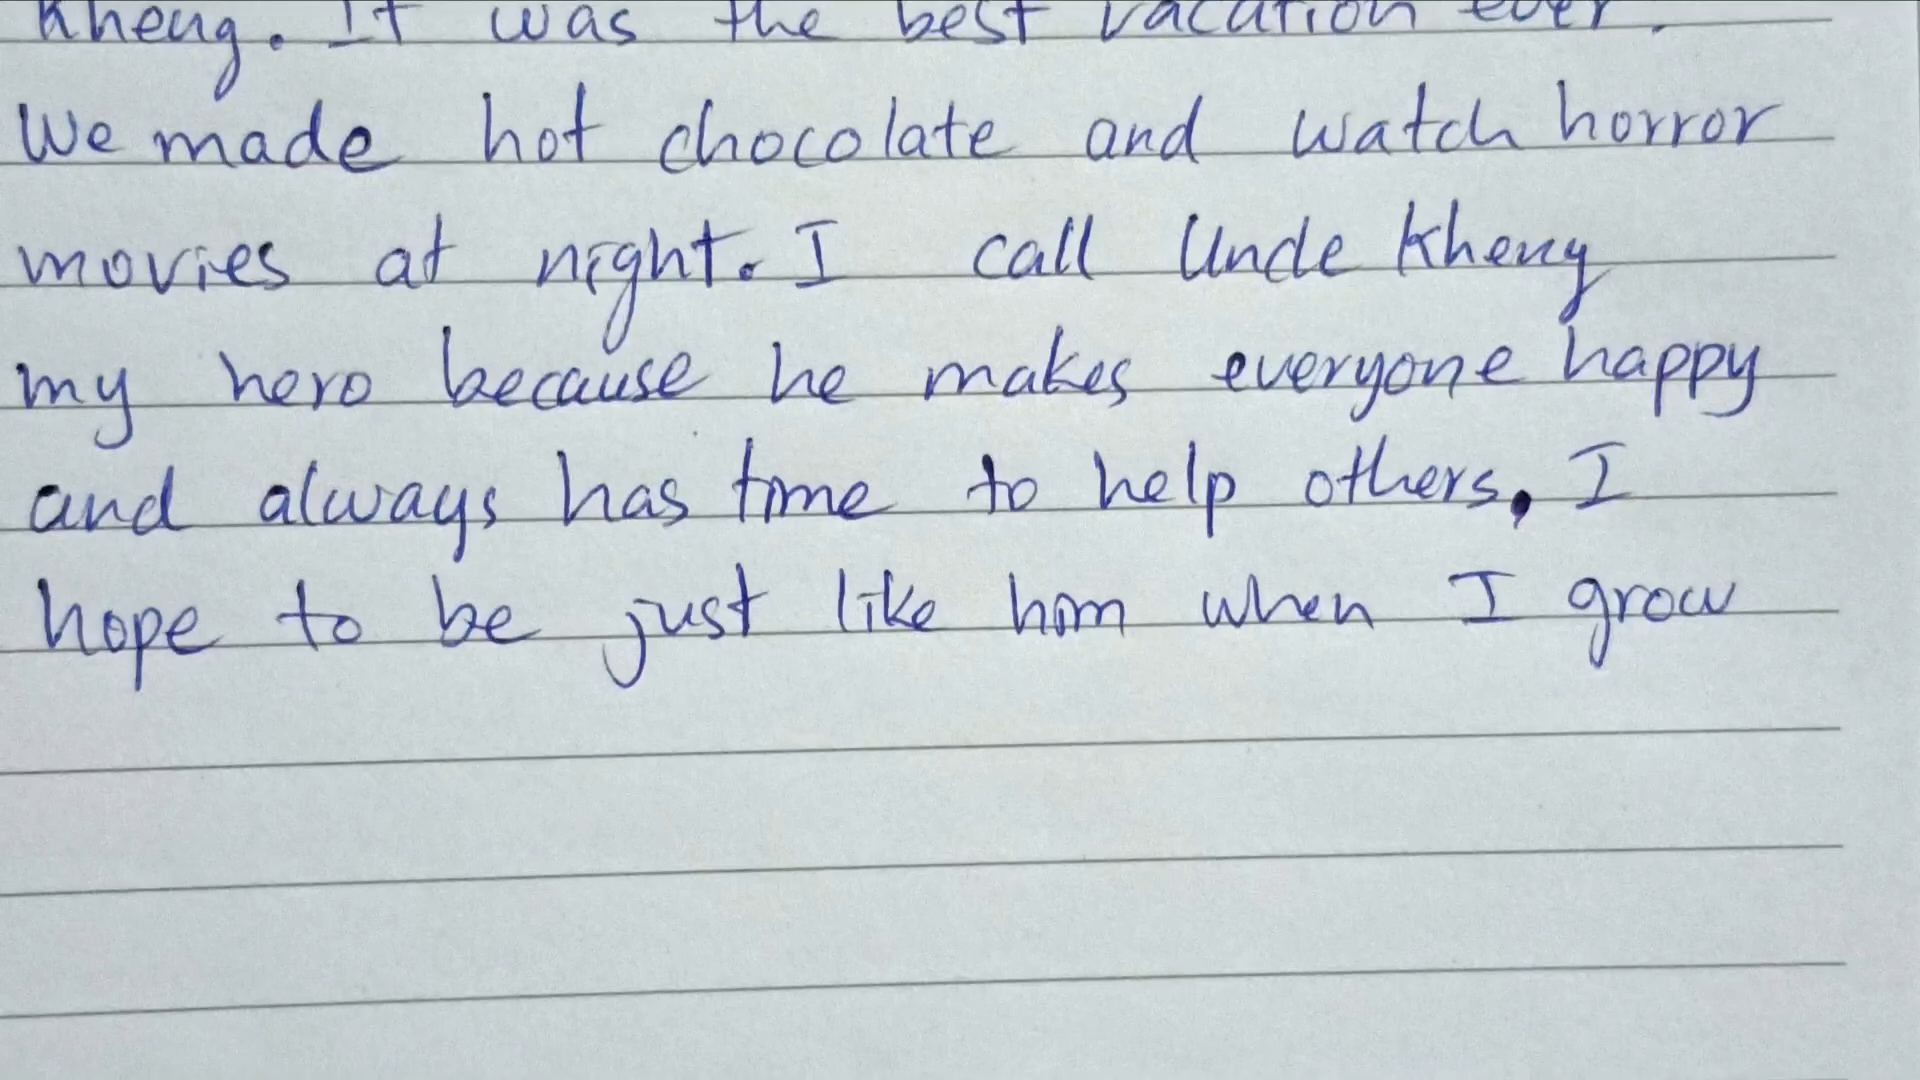 Kheng. It was the best vacation ever.
We made hot chocolate and watch horror
movies at night. I call Uncle Kheng
my hero because he makes everyone happy
and always has time to help others. I
hope to be just like him when I grow